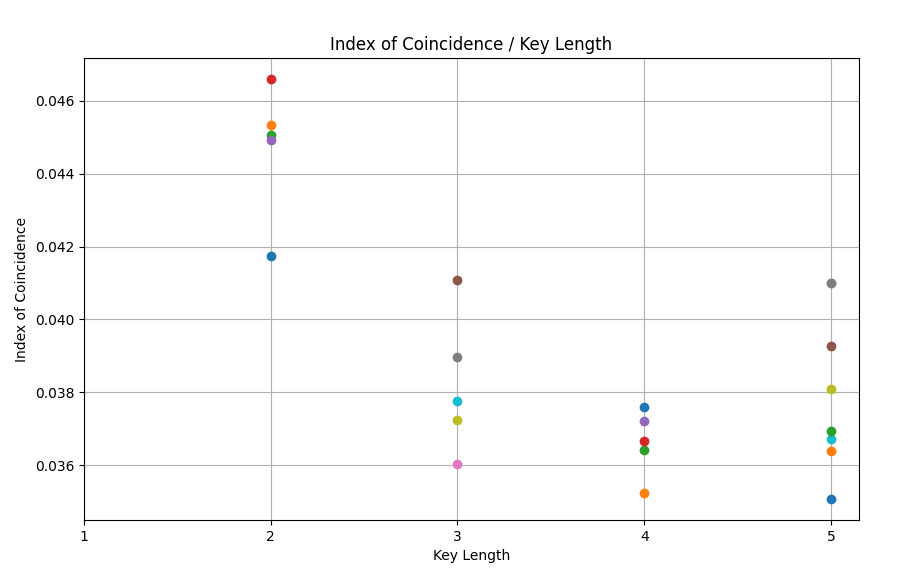 Index of Coincidence / Key Length
0.046
0.044
0.042
0.040
0.038
0.036
Index of Coincidence
1 2 3 4 5
Key Length